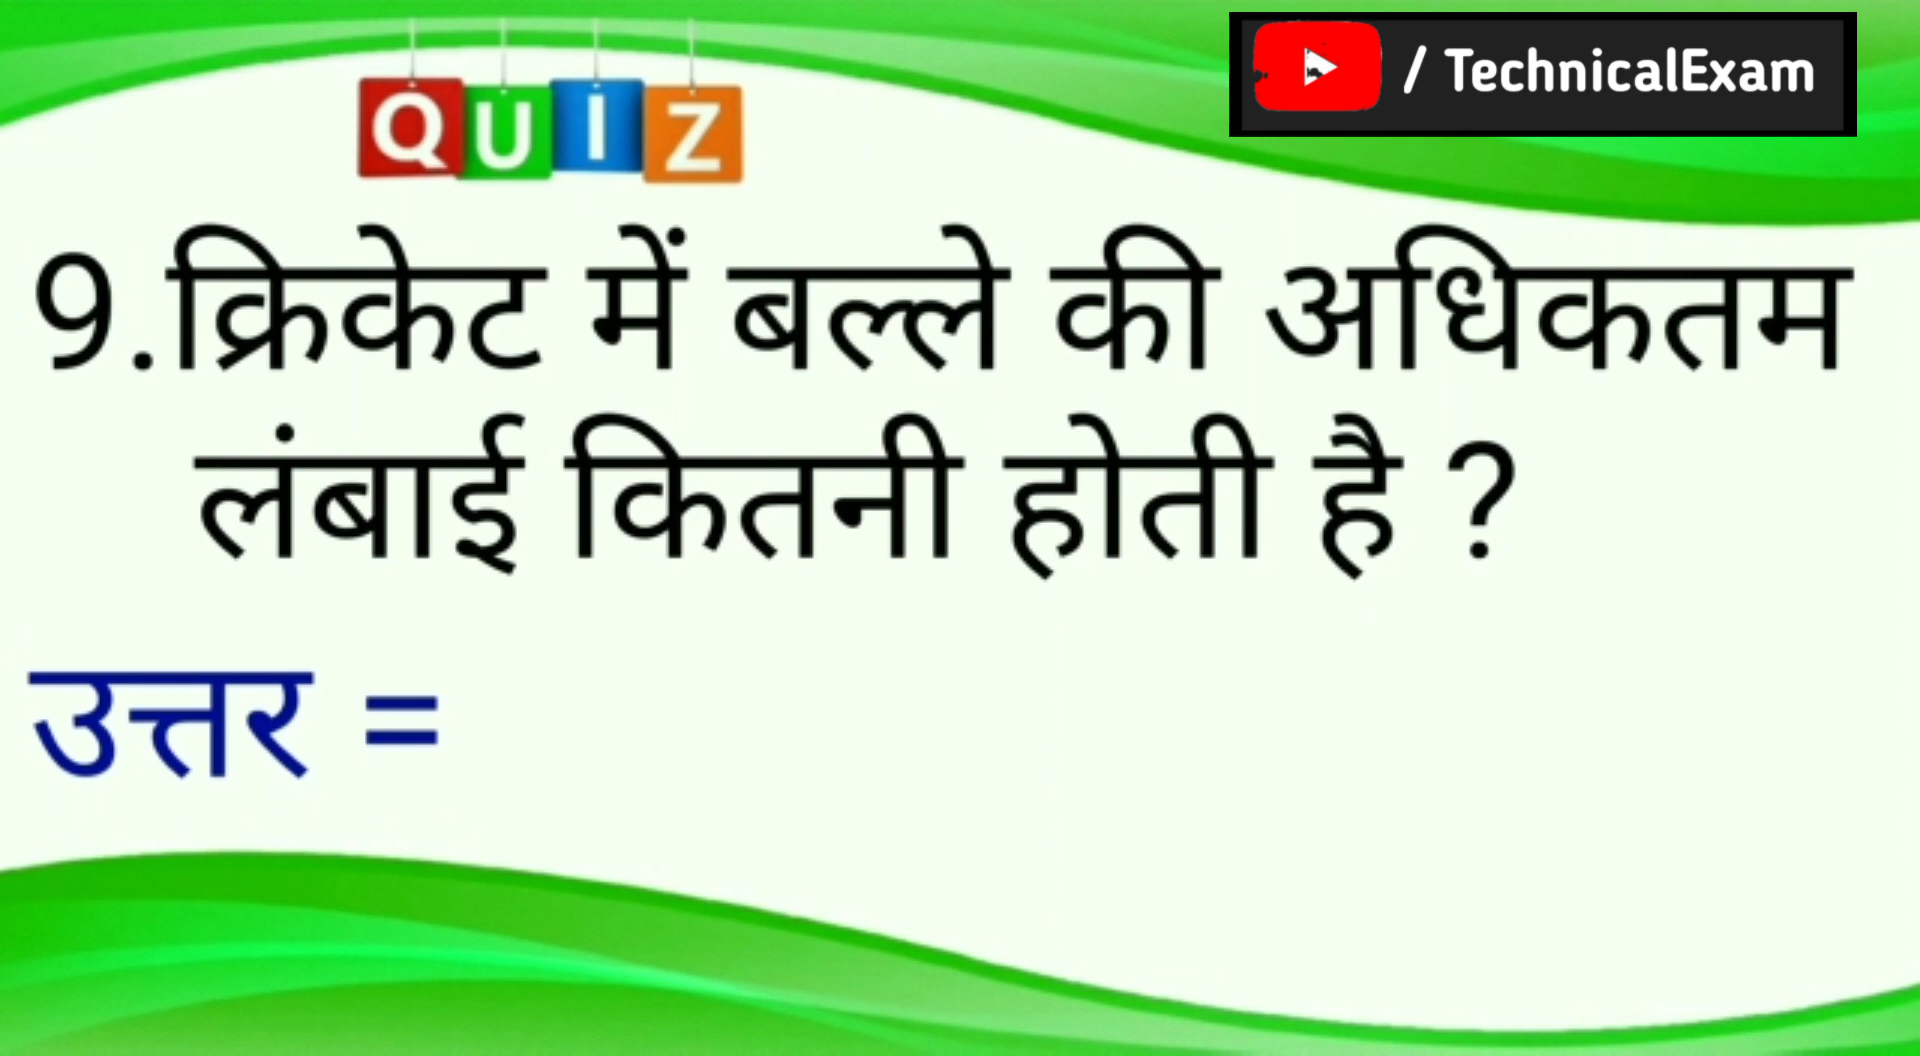 / TechnicalExam
QUIZ
9.क्रिकेट में बल्ले की अधिकतम
लंबाई कितनी होती है ?
उत्तर =